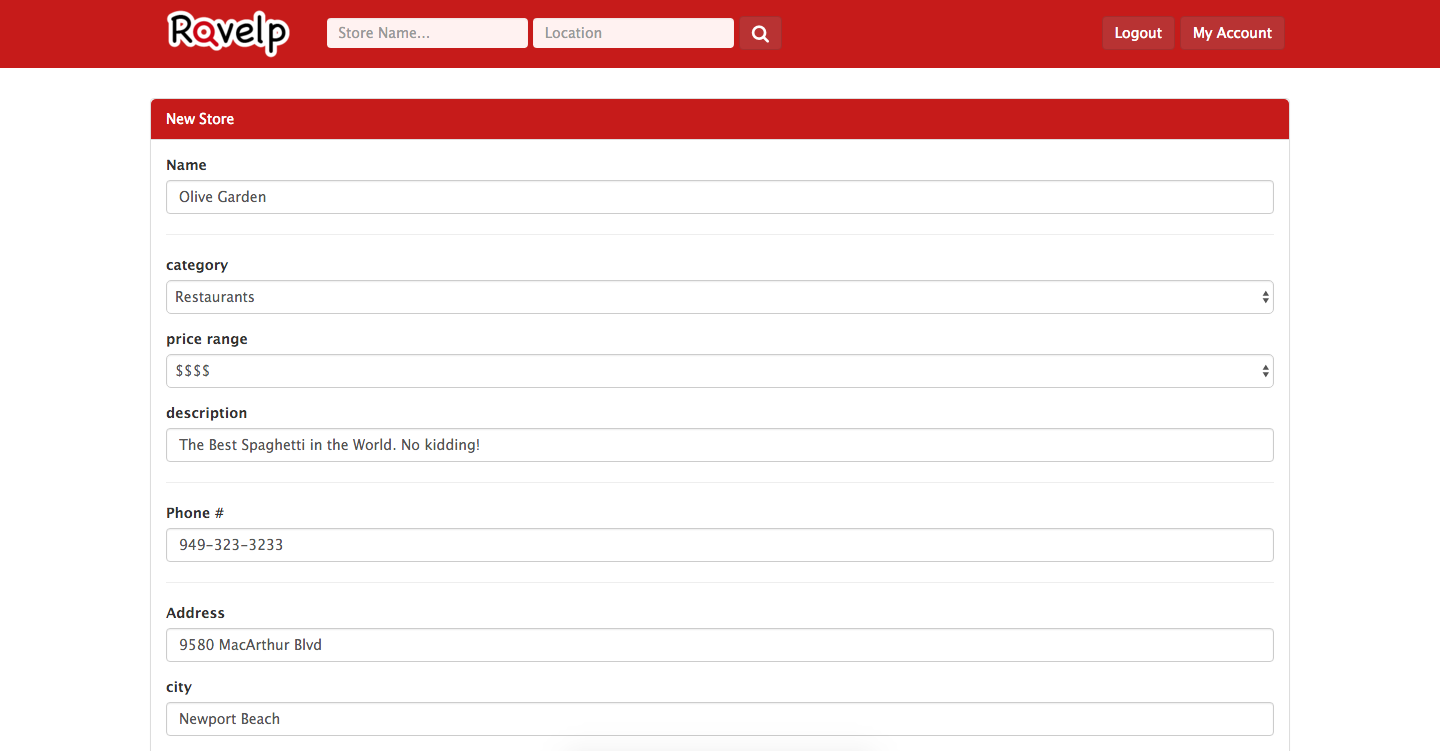 Ravelp
Store Name...
Location
Logout
My Account
New Store
Name
Olive Garden
category
Restaurants
price range
$$$$
description
The Best Spaghetti in the World. No kidding!
Phone #
949-323-3233
Address
9580 MacArthur Blvd
city
Newport Beach